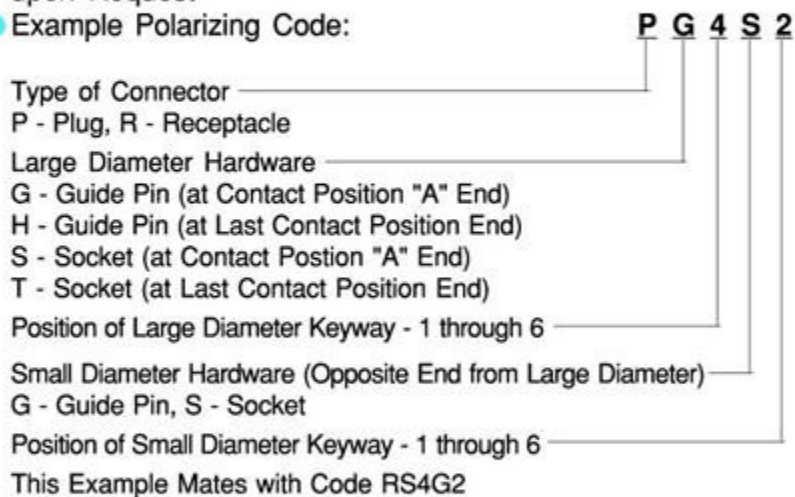 Example Polarizing Code: P G 4 S 2
Type of Connector
P - Plug, R - Receptacle
Large Diameter Hardware
G - Guide Pin (at Contact Position "A" End)
H - Guide Pin (at Last Contact Position End)
S - Socket (at Contact Postion "A" End)
T - Socket (at Last Contact Position End)
Position of Large Diameter Keyway - 1 through 6
Small Diameter Hardware (Opposite End from Large Diameter)
G - Guide Pin, S - Socket
Position of Small Diameter Keyway - 1 through 6
This Example Mates with Code RS4G2